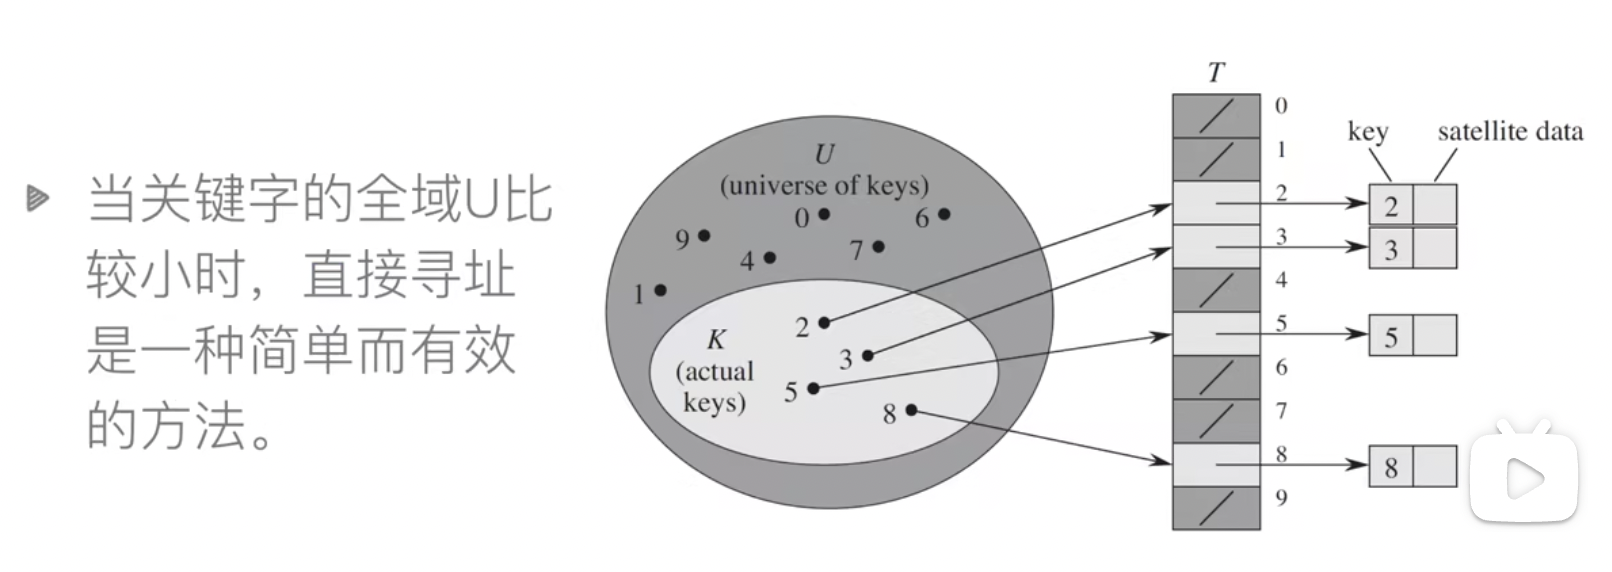 当关键字的全域U比
较小时，直接寻址
是一种简单而有效
的方法。
U
(universe of keys)
0
6
9
4
7
1
K
(actual
keys)
2
3
5
8
T
0
1
2
3
4
5
6
7
8
9
key
satellite data
2
3
5
8